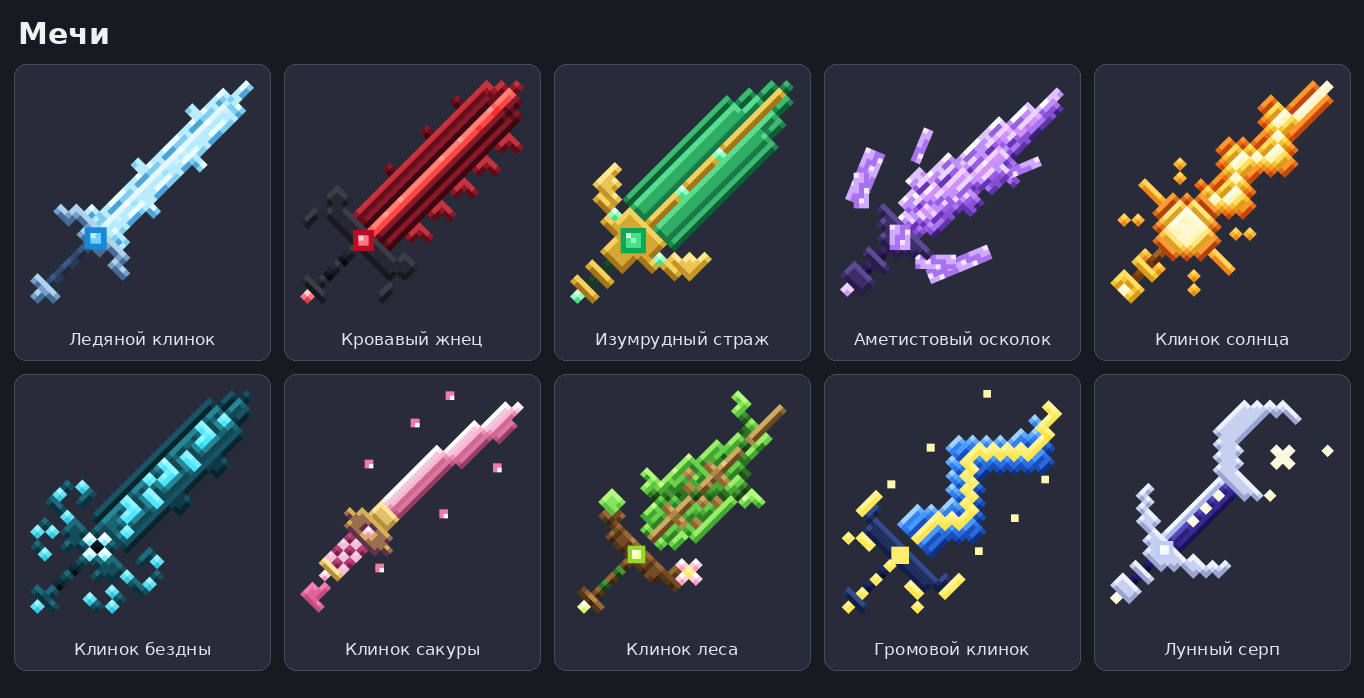 Мечи
Ледяной клинок
Кровавый жнец
Изумрудный страж
Аметистовый осколок
Клинок солнца
Клинок бездны
Клинок сакуры
Клинок леса
Громовой клинок
Лунный серп